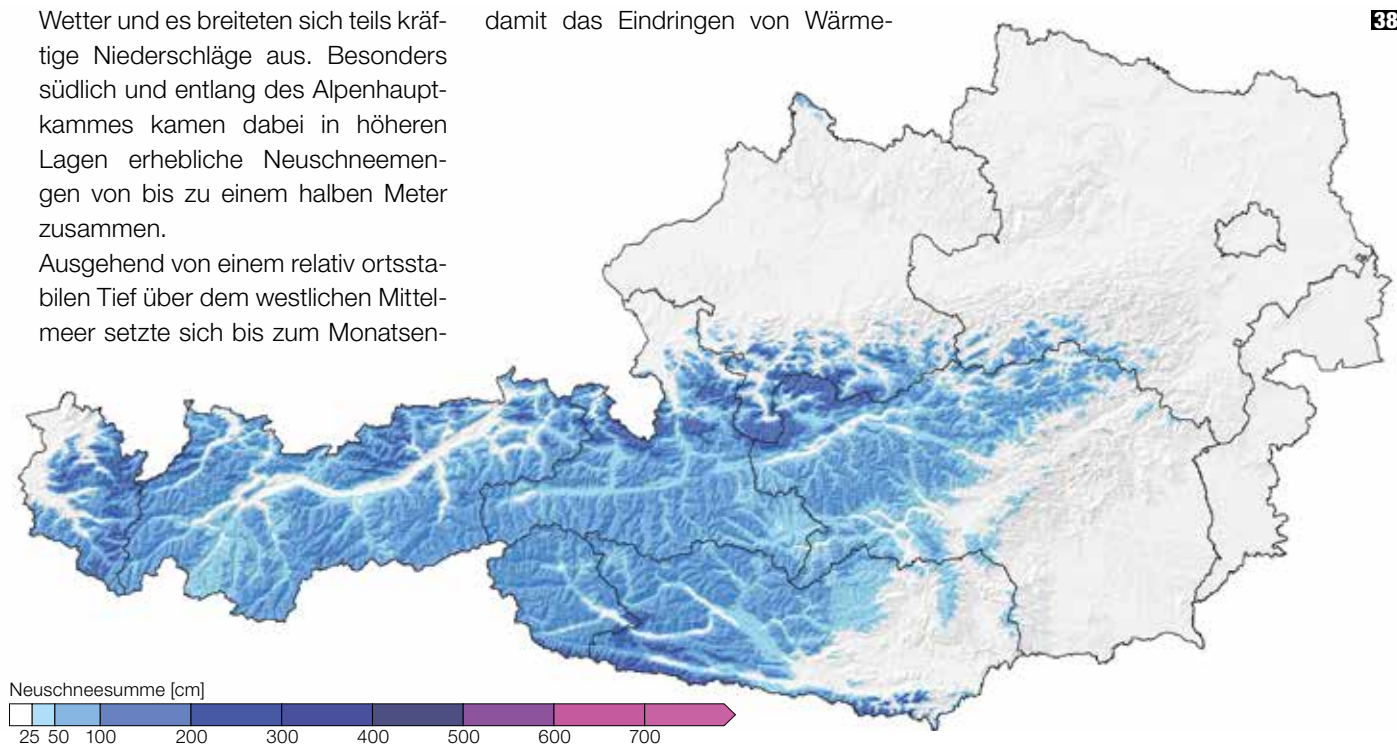 Wetter und es breiteten sich teils kräf-
tige Niederschläge aus. Besonders
südlich und entlang des Alpenhaupt-
kammes kamen dabei in höheren
Lagen erhebliche Neuschneemen-
gen von bis zu einem halben Meter
zusammen.
Ausgehend von einem relativ ortssta-
bilen Tief über dem westlichen Mittel-
meer setzte sich bis zum Monatsen-
damit das Eindringen von Wärme-
38
Neuschneesumme [cm]
25 50 100 200 300 400 500 600 700